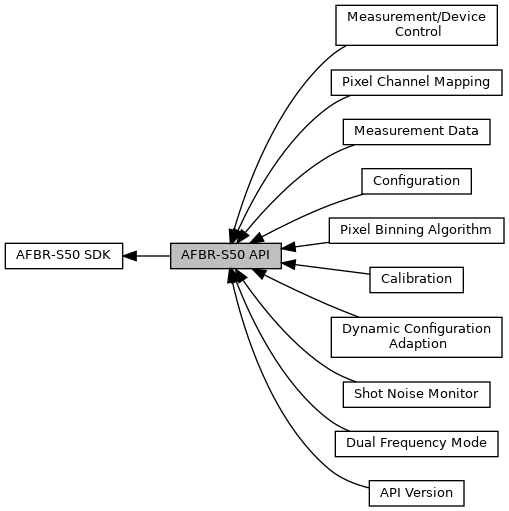 Measurement/Device
Control
Pixel Channel Mapping
Measurement Data
Configuration
Pixel Binning Algorithm
AFBR-S50 SDK
AFBR-S50 API
Calibration
Dynamic Configuration
Adaption
Shot Noise Monitor
Dual Frequency Mode
API Version